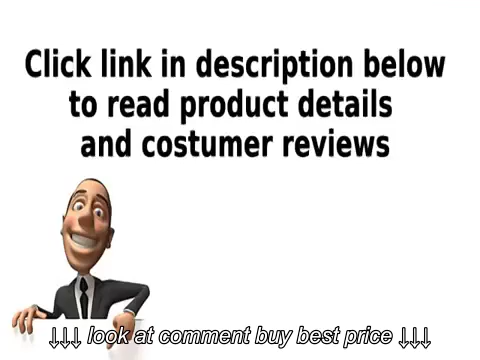 Click link in description below
to read product details
and costumer reviews
↓↓↓ look at comment buy best price ↓↓↓